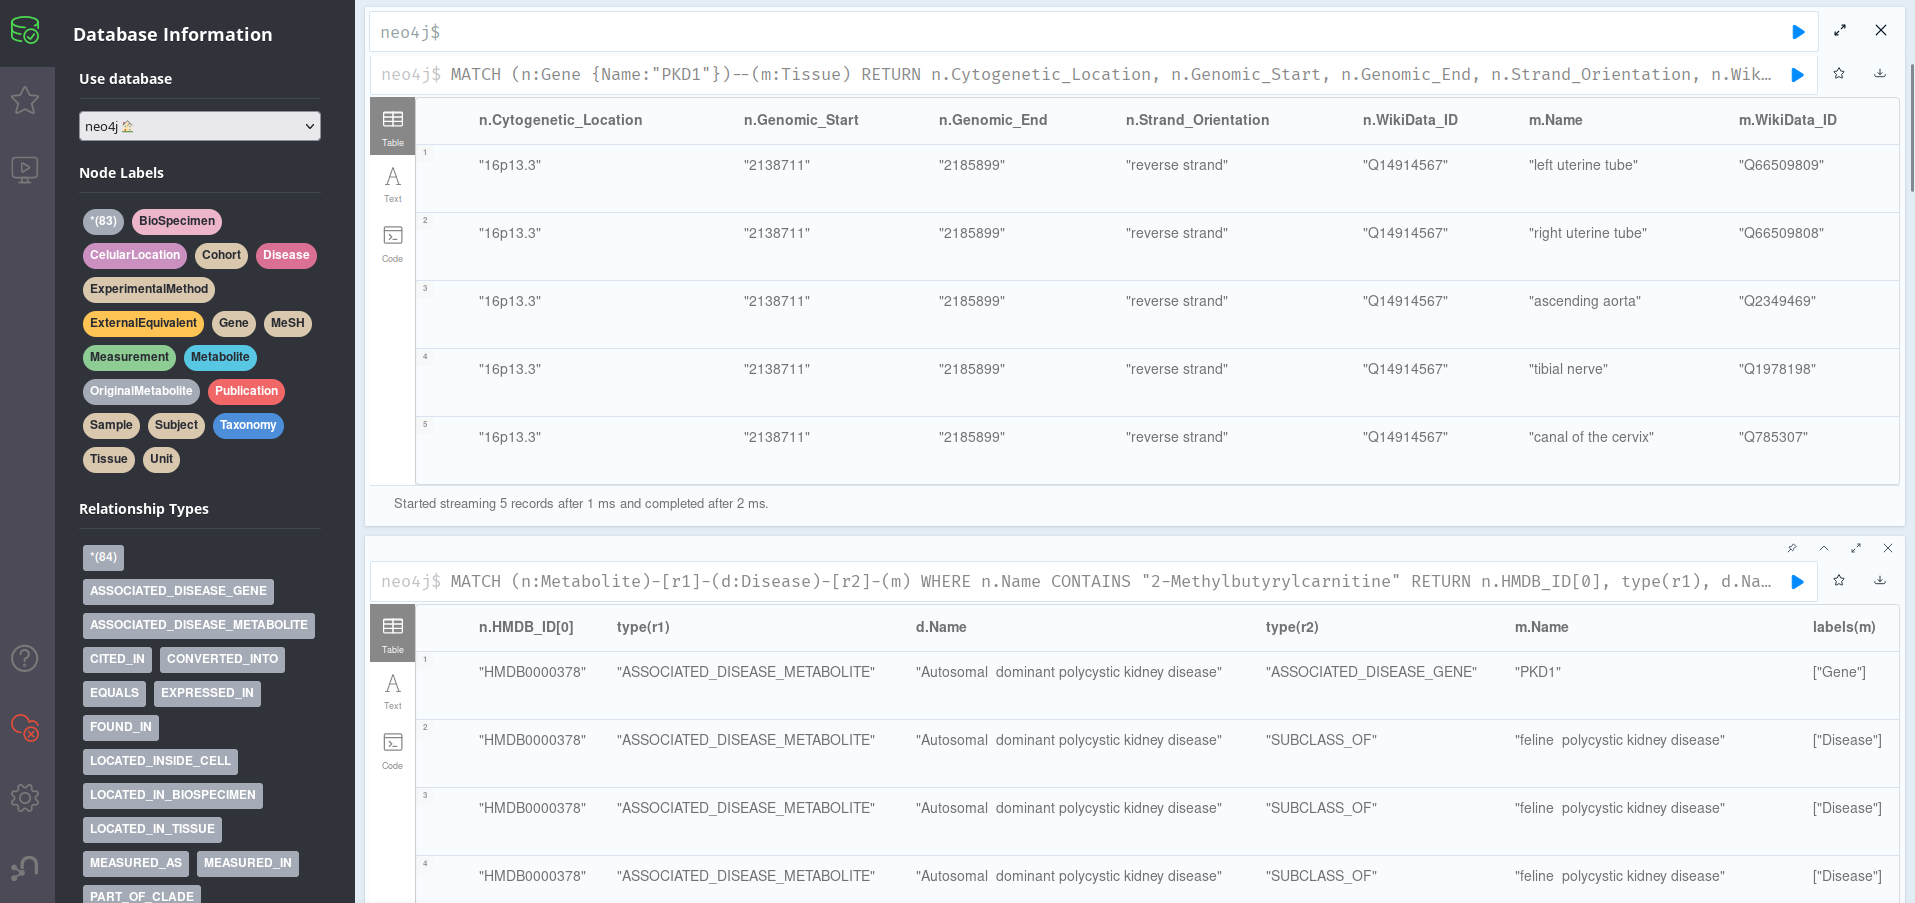 Database Information
Use database
neo4j
Node Labels
*(83) BioSpecimen
CelularLocation Cohort Disease
ExperimentalMethod
ExternalEquivalent Gene MeSH
Measurement Metabolite
OriginalMetabolite Publication
Sample Subject Taxonomy
Tissue Unit
Relationship Types
*(84)
ASSOCIATED_DISEASE_GENE
ASSOCIATED_DISEASE_METABOLITE
CITED_IN CONVERTED_INTO
EQUALS EXPRESSED_IN
FOUND_IN
LOCATED_INSIDE_CELL
LOCATED_IN_BIOSPECIMEN
LOCATED_IN_TISSUE
MEASURED_AS MEASURED_IN
PART_OF_CLADE
neo4j$
neo4j$ MATCH (n:Gene {Name:"PKD1"})--(m:Tissue) RETURN n.Cytogenetic_Location, n.Genomic_Start, n.Genomic_End, n.Strand_Orientation, n.Wik…
Table
Text
Code
n.Cytogenetic_Location n.Genomic_Start n.Genomic_End n.Strand_Orientation n.WikiData_ID m.Name m.WikiData_ID
1 "16p13.3" "2138711" "2185899" "reverse strand" "Q14914567" "left uterine tube" "Q66509809"
2 "16p13.3" "2138711" "2185899" "reverse strand" "Q14914567" "right uterine tube" "Q66509808"
3 "16p13.3" "2138711" "2185899" "reverse strand" "Q14914567" "ascending aorta" "Q2349469"
4 "16p13.3" "2138711" "2185899" "reverse strand" "Q14914567" "tibial nerve" "Q1978198"
5 "16p13.3" "2138711" "2185899" "reverse strand" "Q14914567" "canal of the cervix" "Q785307"
Started streaming 5 records after 1 ms and completed after 2 ms.
neo4j$ MATCH (n:Metabolite)-[r1]-(d:Disease)-[r2]-(m) WHERE n.Name CONTAINS "2-Methylbutyrylcarnitine" RETURN n.HMDB_ID[0], type(r1), d.Na…
Table
Text
Code
n.HMDB_ID[0] type(r1) d.Name type(r2) m.Name labels(m)
1 "HMDB0000378" "ASSOCIATED_DISEASE_METABOLITE" "Autosomal  dominant polycystic kidney disease" "ASSOCIATED_DISEASE_GENE" "PKD1" ["Gene"]
2 "HMDB0000378" "ASSOCIATED_DISEASE_METABOLITE" "Autosomal  dominant polycystic kidney disease" "SUBCLASS_OF" "feline  polycystic kidney disease" ["Disease"]
3 "HMDB0000378" "ASSOCIATED_DISEASE_METABOLITE" "Autosomal  dominant polycystic kidney disease" "SUBCLASS_OF" "feline  polycystic kidney disease" ["Disease"]
4 "HMDB0000378" "ASSOCIATED_DISEASE_METABOLITE" "Autosomal  dominant polycystic kidney disease" "SUBCLASS_OF" "feline  polycystic kidney disease" ["Disease"]